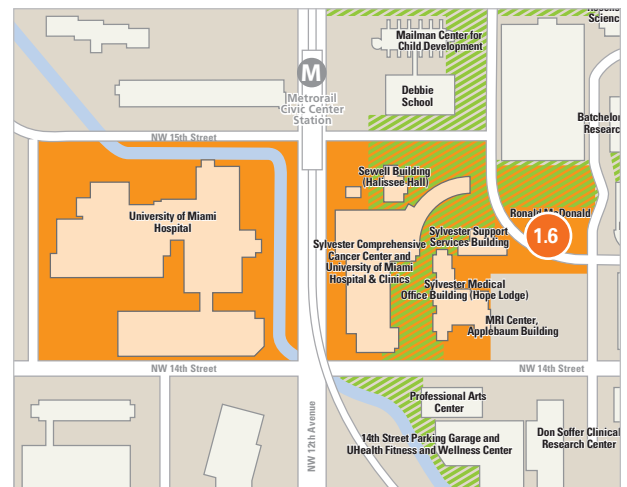 Science
Mailman Center for
Child Development
M
Debbie
School
Metrorail
Civic Center
Station
Batchelor
Research
NW 15th Street
Sewell Building
(Halissee Hall)
University of Miami
Hospital
Ronald McDonald
1.6
Sylvester Support
Services Building
Sylvester Comprehensive
Cancer Center and
University of Miami
Hospital & Clinics
Sylvester Medical
Office Building (Hope Lodge)
MRI Center,
Applebaum Building
NW 14th Street
NW 14th Street
Professional Arts
Center
NW 12th Avenue
14th Street Parking Garage and
UHealth Fitness and Wellness Center
Don Soffer Clinical
Research Center